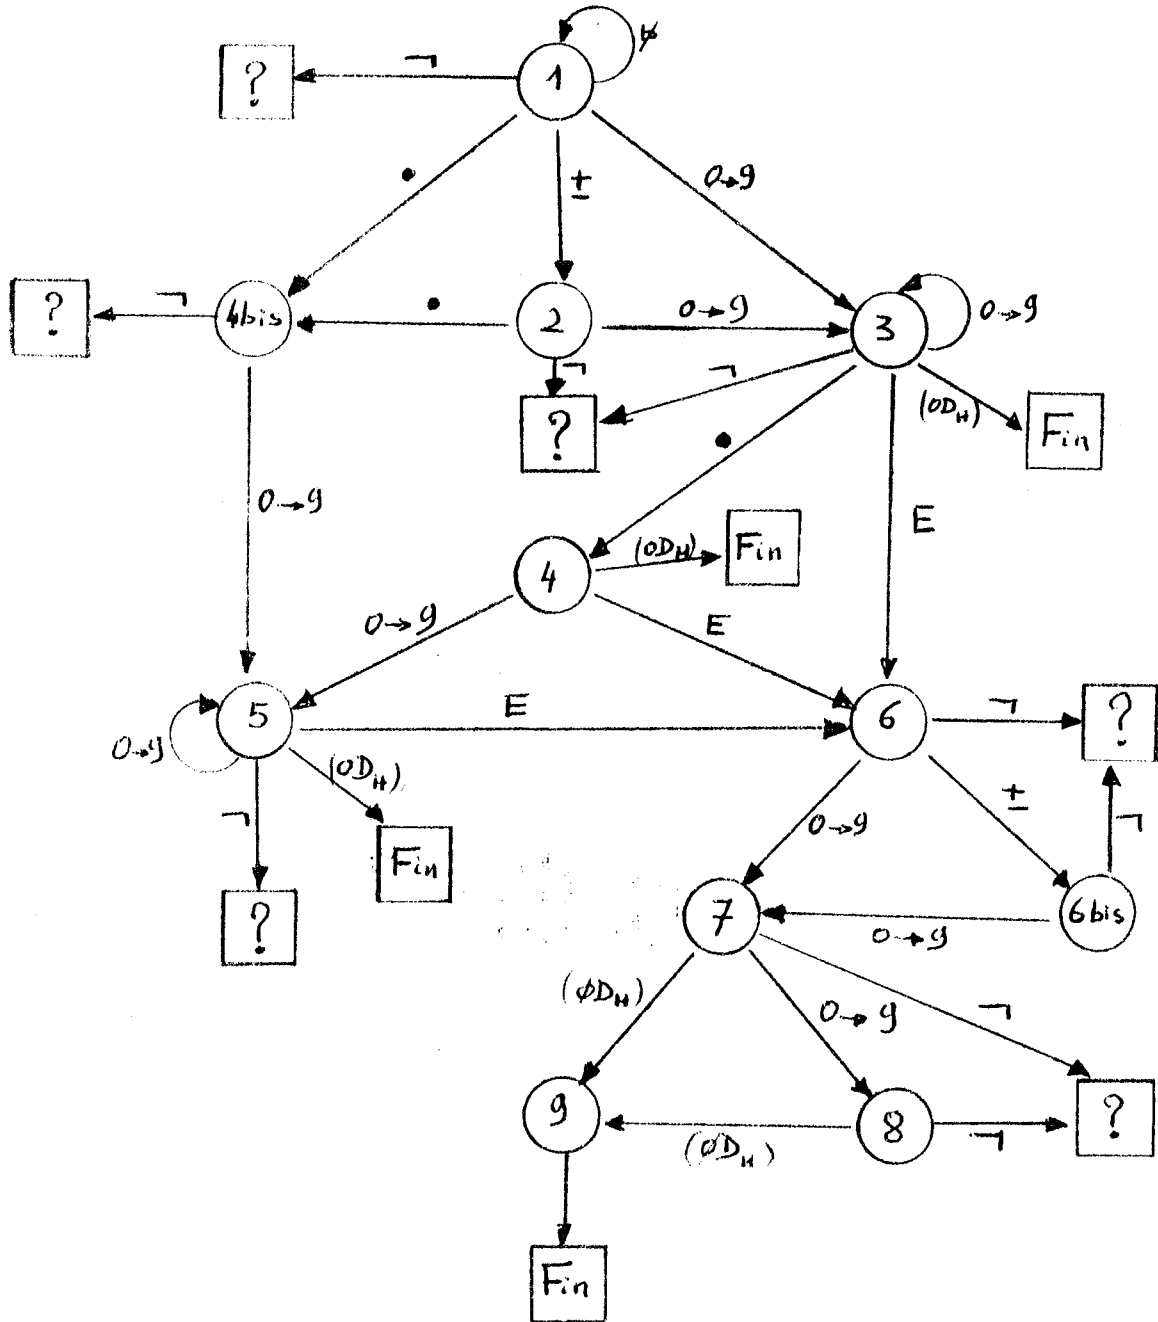 ƀ
? ¬ 1
• ± 0→9
? ¬ 4bis • 2 0→9 3 0→9
¬ ¬ (0D_H) Fin
?
•
0→9 E
4 (0D_H) Fin
0→9 E
5 E 6 ¬ ?
0→9 (0D_H) ±
¬ 0→9 ¬
Fin
? 7 0→9 6bis
(ØD_H) 0→9 ¬
9 (ØD_H) 8 ¬ ?
Fin